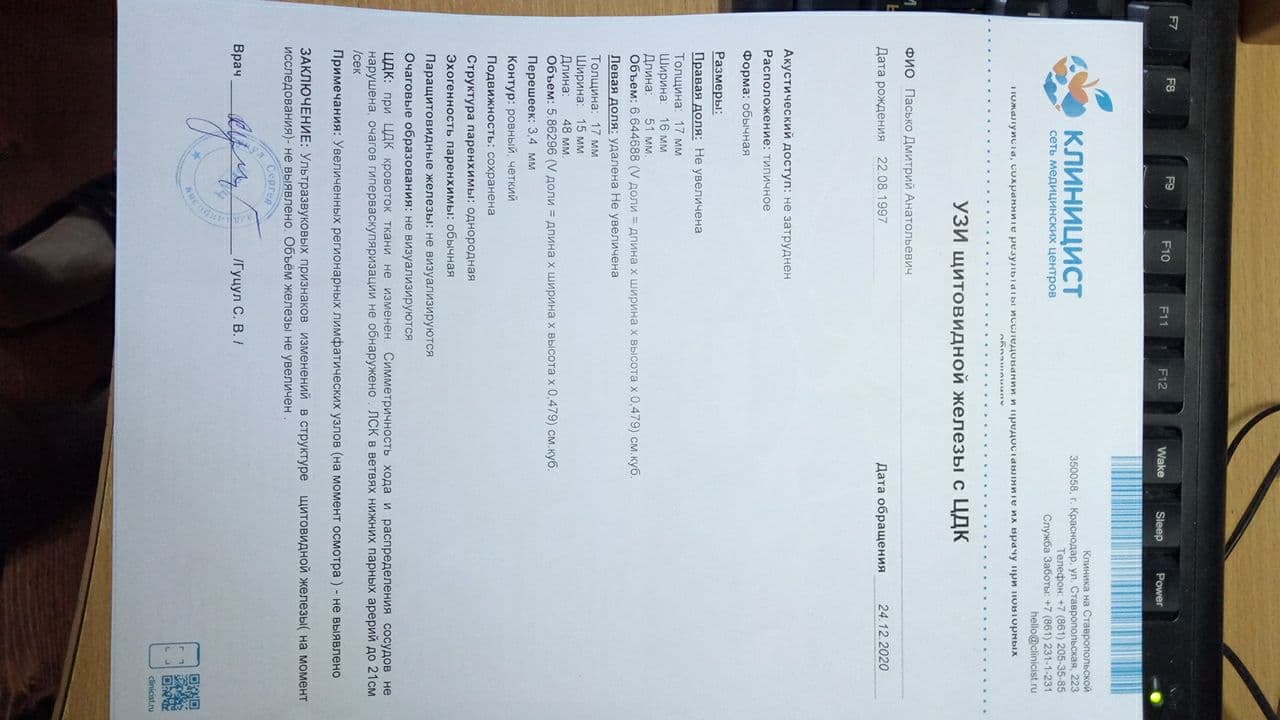 КЛИНИЦИСТ
сеть медицинских центров
Клиника на Ставропольской
350058, г. Краснодар, ул. Ставропольская, 223
Телефон: +7 (861) 205-35-85
Служба Заботы: +7 (861) 231-1-231
hello@clinicist.ru
Пожалуйста, сохраните результаты исследований и предоставляйте их врачу при повторных
обращениях
УЗИ щитовидной железы с ЦДК
ФИО Пасько Дмитрий Анатольевич
Дата рождения 22.08.1997 Дата обращения 24.12.2020
Акустический доступ: не затруднен
Расположение: типичное
Форма: обычная
Размеры:
Правая доля: Не увеличена
Толщина: 17 мм
Ширина: 16 мм
Длина: 51 мм
Объем: 6.644688 (V доли = длина х ширина х высота х 0,479) см.куб.
Левая доля: удалена Не увеличена
Толщина: 17 мм
Ширина: 15 мм
Длина: 48 мм
Объем: 5.86296 (V доли = длина х ширина х высота х 0,479) см.куб.
Перешеек: 3,4 мм
Контур: ровный, четкий
Подвижность: сохранена
Структура паренхимы: однородная
Эхогенность паренхимы: обычная
Паращитовидные железы: не визуализируются
Очаговые образования: не визуализируются
ЦДК: при ЦДК кровоток ткани не изменен. Симметричность хода и распределения сосудов не
нарушена, очагов гиперваскуляризации не обнаружено . ЛСК в ветвях нижних парных арерий до 21см
/сек
Примечания: Увеличенных регионарных лимфатических узлов (на момент осмотра ) - не выявлено
ЗАКЛЮЧЕНИЕ: Ультразвуковых признаков изменений в структуре щитовидной железы( на момент
исследования)- не выявлено. Объём железы не увеличен .
Врач /Гуцул С. В. /
clinicist.ru
F7
F8
F9
F10
F11
F12
Wake
Sleep
Power